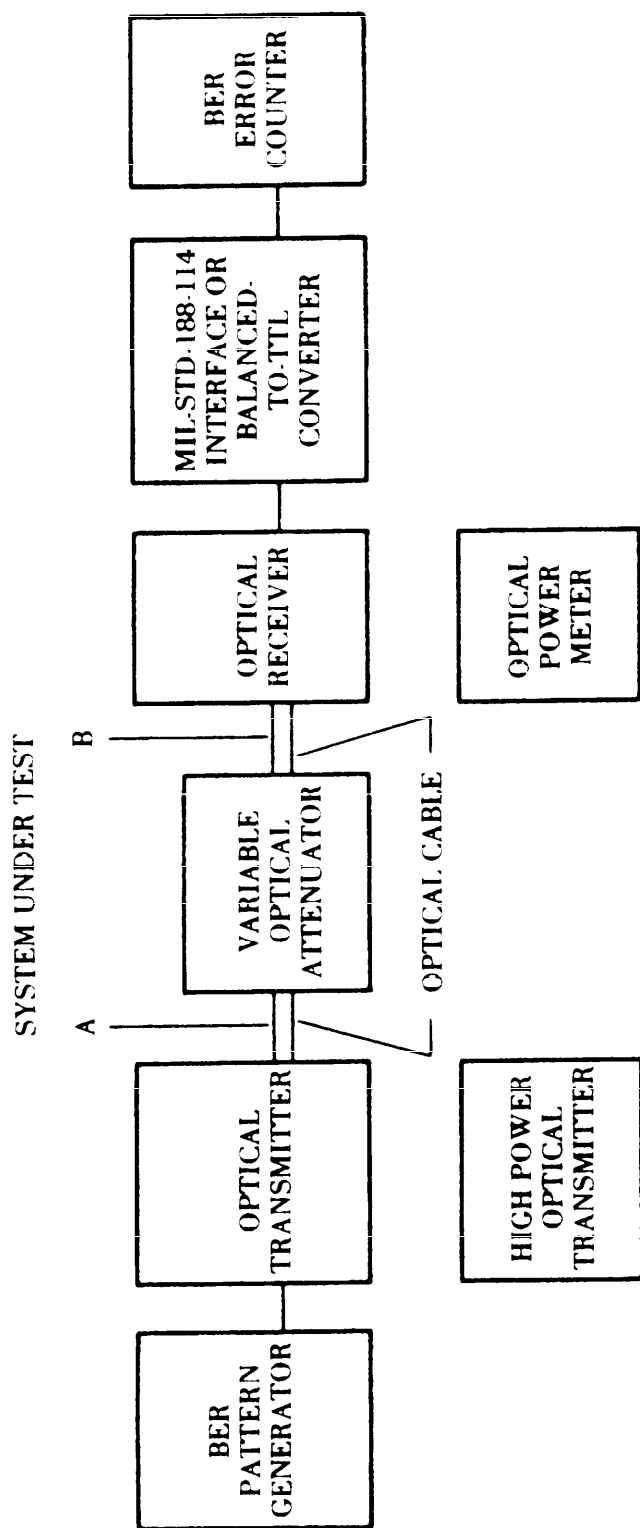 SYSTEM UNDER TEST
A
B
BER
PATTERN
GENERATOR
OPTICAL
TRANSMITTER
VARIABLE
OPTICAL
ATTENUATOR
OPTICAL
RECEIVER
MIL-STD-188-114
INTERFACE OR
BALANCED-
TO-TTL
CONVERTER
BER
ERROR
COUNTER
OPTICAL CABLE
HIGH POWER
OPTICAL
TRANSMITTER
OPTICAL
POWER
METER